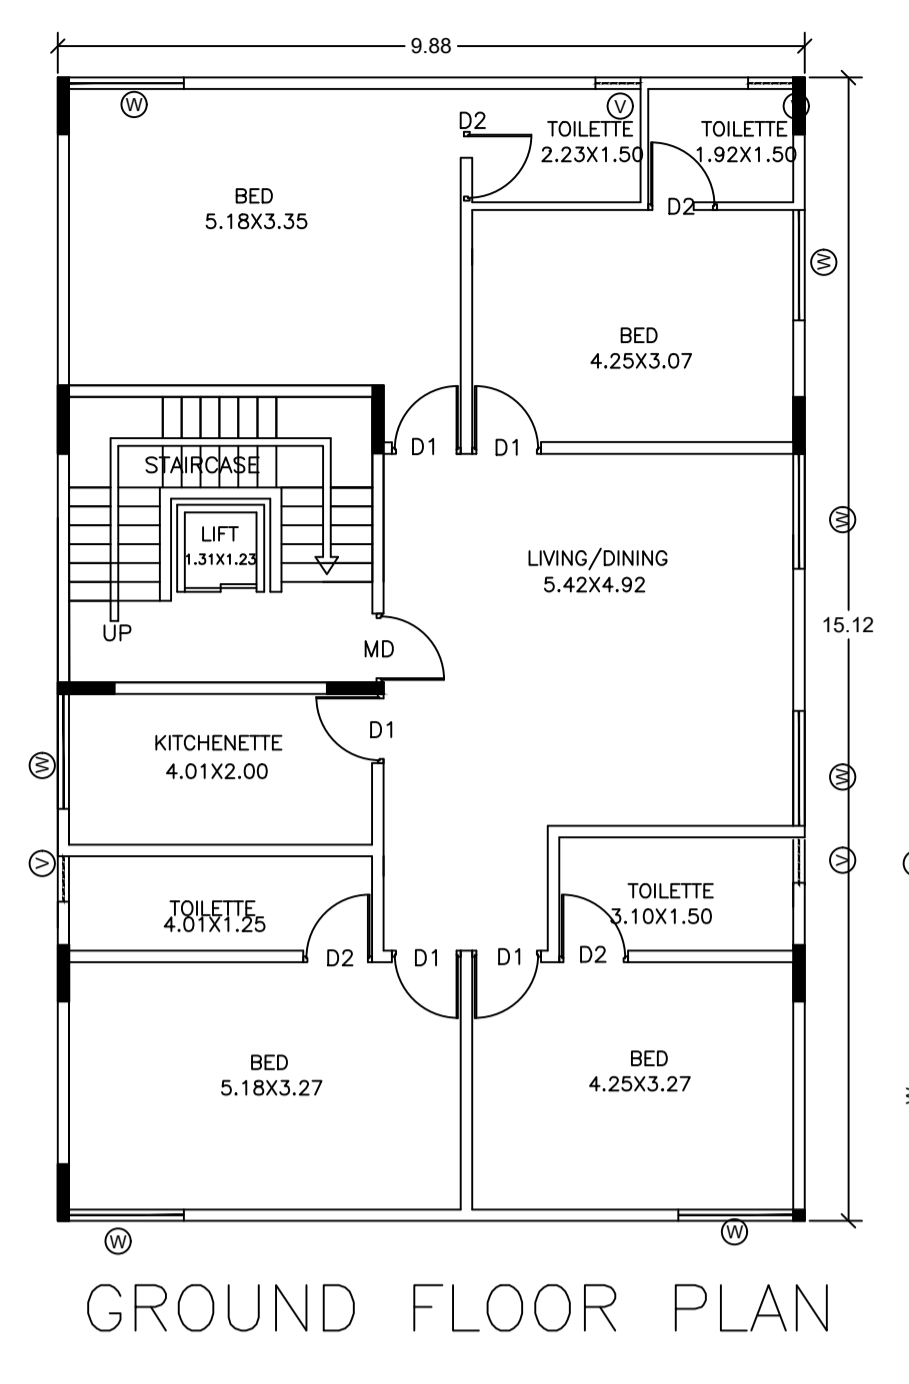 9.88
W
V
V
D2
TOILETTE
2.23X1.50
TOILETTE
1.92X1.50
BED
5.18X3.35
D2
W
BED
4.25X3.07
D1
D1
STAIRCASE
W
LIFT
1.31X1.23
LIVING/DINING
5.42X4.92
UP
MD
15.12
D1
KITCHENETTE
4.01X2.00
W
W
V
V
TOILETTE
4.01X1.25
TOILETTE
3.10X1.50
D2
D1
D1
D2
BED
5.18X3.27
BED
4.25X3.27
W
W
GROUND FLOOR PLAN